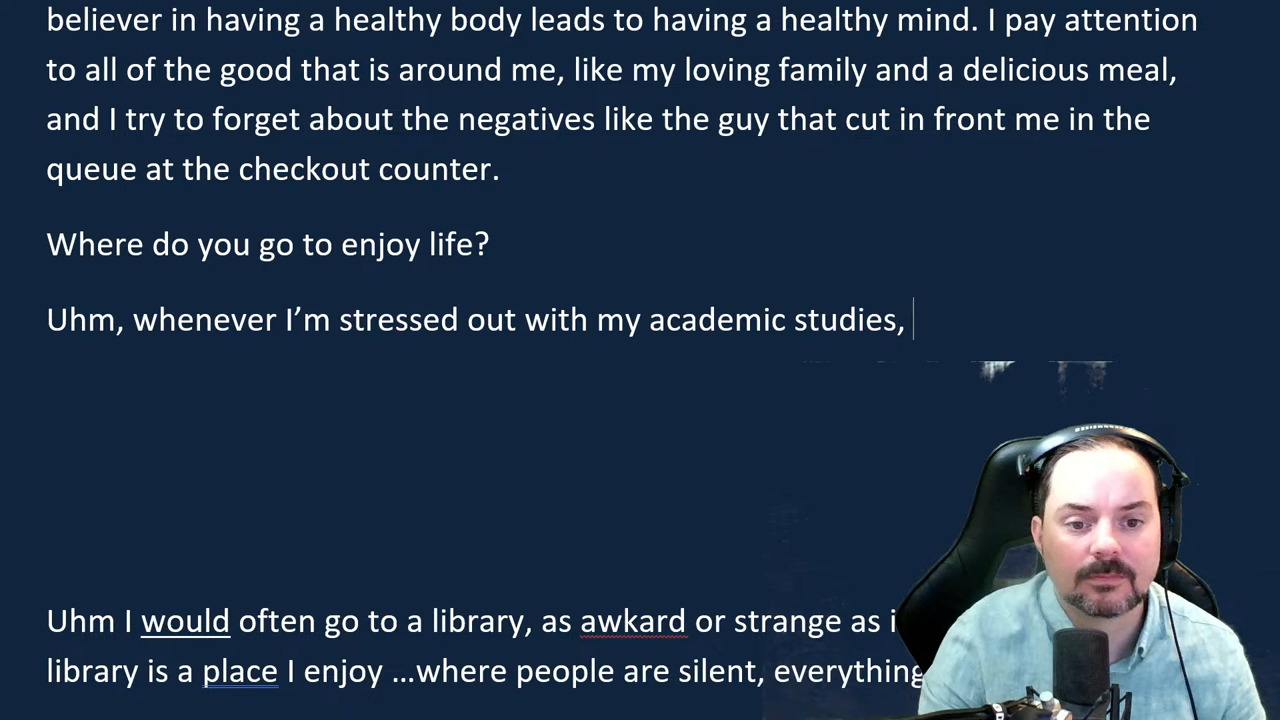 believer in having a healthy body leads to having a healthy mind. I pay attention
to all of the good that is around me, like my loving family and a delicious meal,
and I try to forget about the negatives like the guy that cut in front me in the
queue at the checkout counter.
Where do you go to enjoy life?
Uhm, whenever I’m stressed out with my academic studies,
Uhm I would often go to a library, as awkard or strange as i
library is a place I enjoy …where people are silent, everything